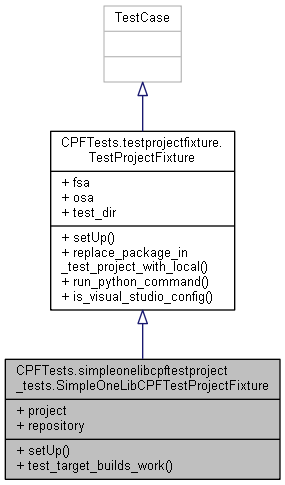 TestCase
CPFTests.testprojectfixture.
TestProjectFixture
+ fsa
+ osa
+ test_dir
+ setUp()
+ replace_package_in
_test_project_with_local()
+ run_python_command()
+ is_visual_studio_config()
CPFTests.simpleonelibcpftestproject
_tests.SimpleOneLibCPFTestProjectFixture
+ project
+ repository
+ setUp()
+ test_target_builds_work()